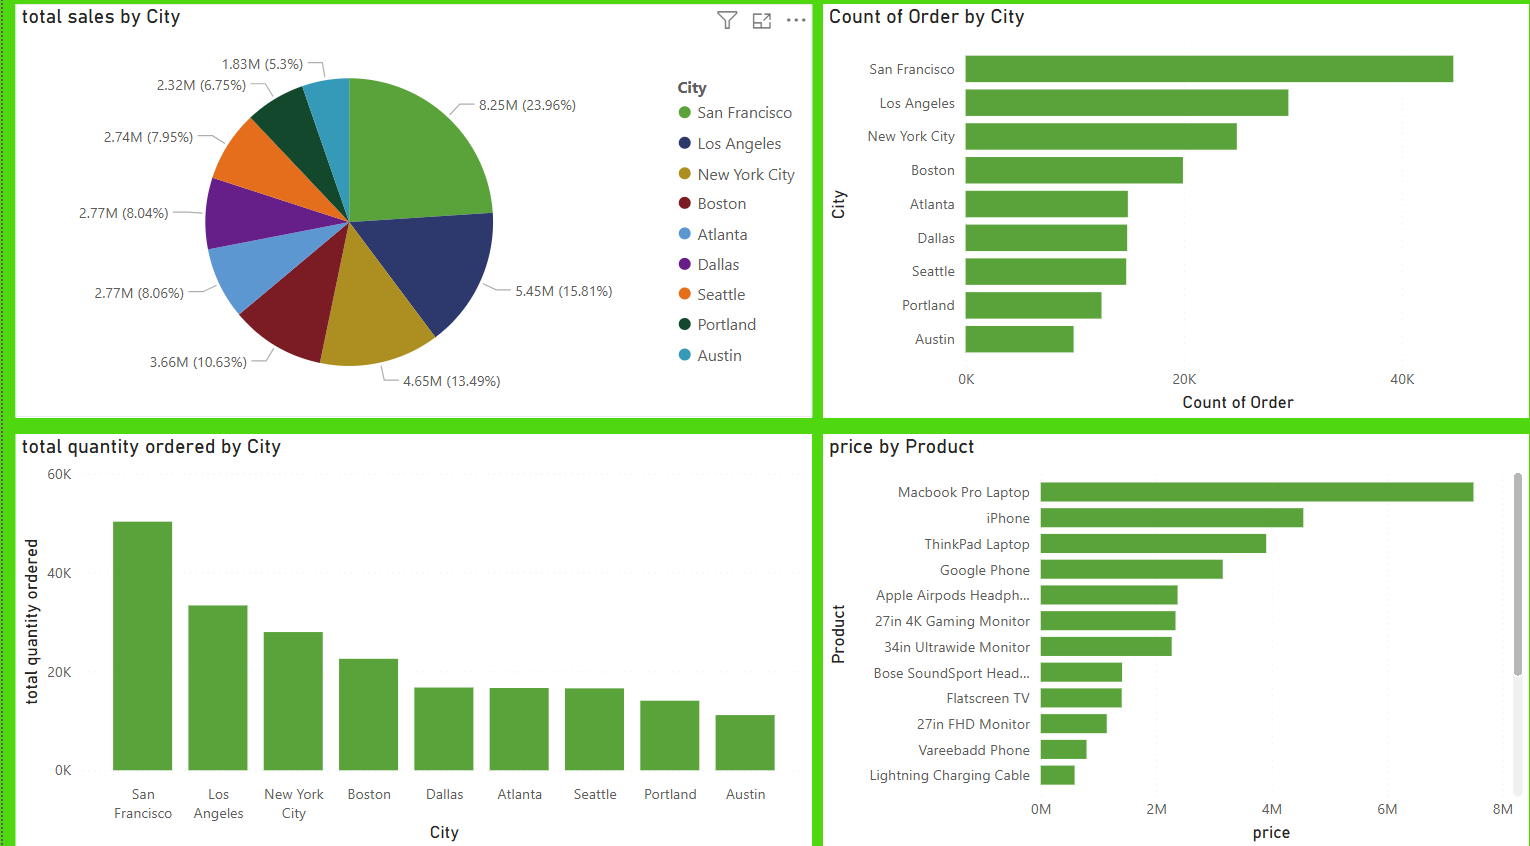 total sales by City
1.83M (5.3%)
2.32M (6.75%)
8.25M (23.96%)
2.74M (7.95%)
2.77M (8.04%)
2.77M (8.06%)
5.45M (15.81%)
3.66M (10.63%)
4.65M (13.49%)
City
San Francisco
Los Angeles
New York City
Boston
Atlanta
Dallas
Seattle
Portland
Austin
Count of Order by City
City
San Francisco
Los Angeles
New York City
Boston
Atlanta
Dallas
Seattle
Portland
Austin
0K 20K 40K
Count of Order
total quantity ordered by City
total quantity ordered
60K
40K
20K
0K
San Francisco
Los Angeles
New York City
Boston
Dallas
Atlanta
Seattle
Portland
Austin
City
price by Product
Product
Macbook Pro Laptop
iPhone
ThinkPad Laptop
Google Phone
Apple Airpods Headph...
27in 4K Gaming Monitor
34in Ultrawide Monitor
Bose SoundSport Head...
Flatscreen TV
27in FHD Monitor
Vareebadd Phone
Lightning Charging Cable
0M 2M 4M 6M 8M
price